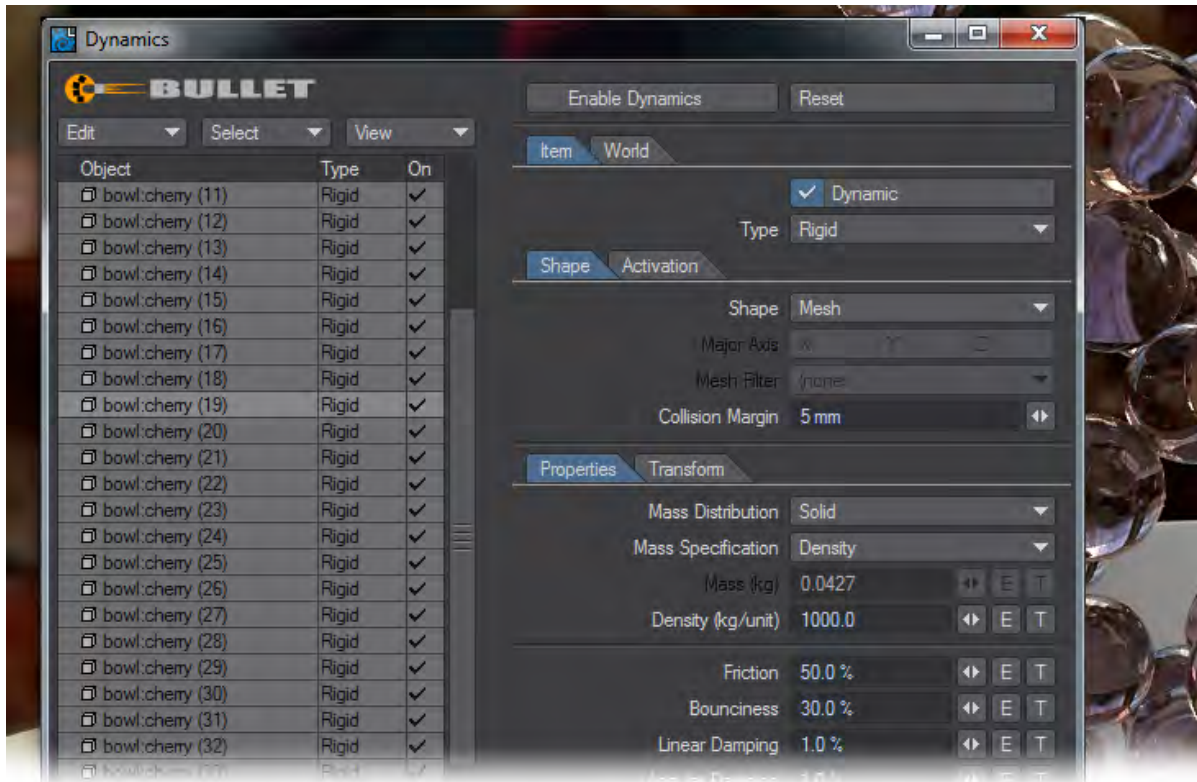 Dynamics
BULLET
Edit Select View
Object Type On
bowl:cherry (11) Rigid
bowl:cherry (12) Rigid
bowl:cherry (13) Rigid
bowl:cherry (14) Rigid
bowl:cherry (15) Rigid
bowl:cherry (16) Rigid
bowl:cherry (17) Rigid
bowl:cherry (18) Rigid
bowl:cherry (19) Rigid
bowl:cherry (20) Rigid
bowl:cherry (21) Rigid
bowl:cherry (22) Rigid
bowl:cherry (23) Rigid
bowl:cherry (24) Rigid
bowl:cherry (25) Rigid
bowl:cherry (26) Rigid
bowl:cherry (27) Rigid
bowl:cherry (28) Rigid
bowl:cherry (29) Rigid
bowl:cherry (30) Rigid
bowl:cherry (31) Rigid
bowl:cherry (32) Rigid
Enable Dynamics Reset
Item World
Dynamic
Type Rigid
Shape Activation
Shape Mesh
Major Axis X Y Z
Mesh Filter (none)
Collision Margin 5 mm
Properties Transform
Mass Distribution Solid
Mass Specification Density
Mass (kg) 0.0427 E T
Density (kg/unit) 1000.0 E T
Friction 50.0 % E T
Bounciness 30.0 % E T
Linear Damping 1.0 % E T